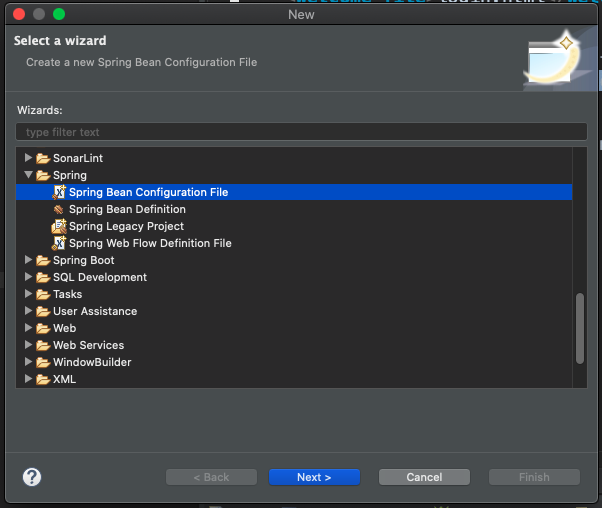 New
Select a wizard
Create a new Spring Bean Configuration File
Wizards:
type filter text
SonarLint
Spring
Spring Bean Configuration File
Spring Bean Definition
Spring Legacy Project
Spring Web Flow Definition File
Spring Boot
SQL Development
Tasks
User Assistance
Web
Web Services
WindowBuilder
XML
?
< Back
Next >
Cancel
Finish